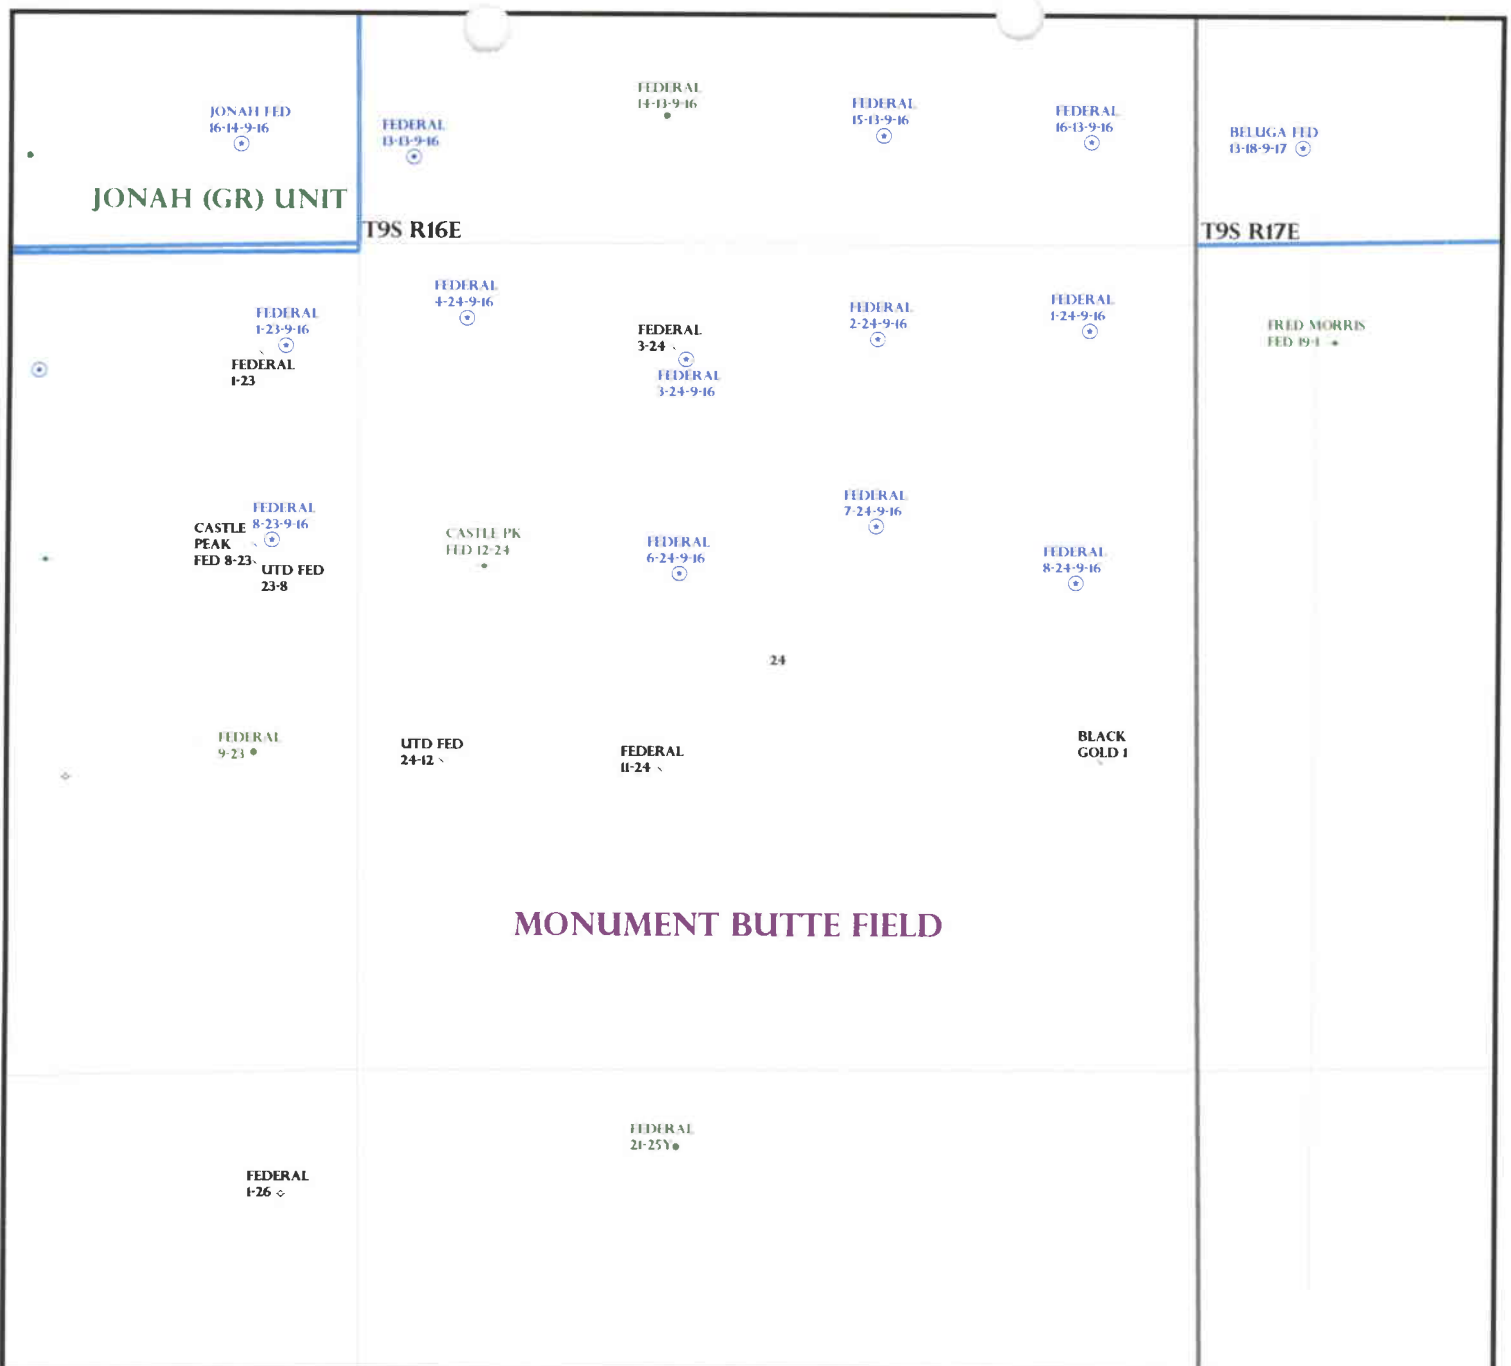 FEDERAL
14-13-9-16
JONAH FED
16-14-9-16
FEDERAL
13-13-9-16
FEDERAL
15-13-9-16
FEDERAL
16-13-9-16
BELUGA FED
13-18-9-17
JONAH (GR) UNIT
T9S R16E
T9S R17E
FEDERAL
4-24-9-16
FEDERAL
1-23-9-16
FEDERAL
1-23
FEDERAL
3-24
FEDERAL
3-24-9-16
FEDERAL
2-24-9-16
FEDERAL
1-24-9-16
FRED MORRIS
FED 19-1
FEDERAL
8-23-9-16
CASTLE
PEAK
FED 8-23
UTD FED
23-8
CASTLE PK
FED 12-24
FEDERAL
6-24-9-16
FEDERAL
7-24-9-16
FEDERAL
8-24-9-16
24
FEDERAL
9-23
UTD FED
24-12
FEDERAL
11-24
BLACK
GOLD 1
MONUMENT BUTTE FIELD
FEDERAL
21-25Y
FEDERAL
1-26